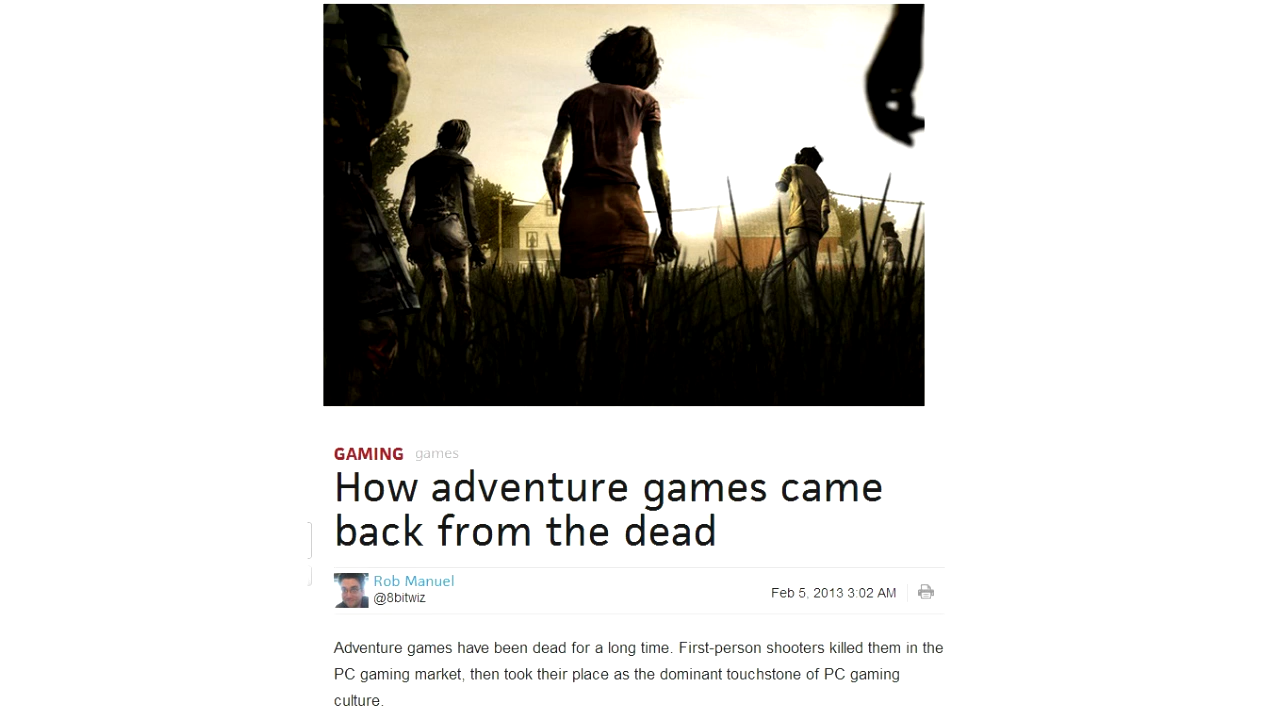 GAMING games
How adventure games came
back from the dead
Rob Manuel
@8bitwiz
Feb 5, 2013 3:02 AM
Adventure games have been dead for a long time. First-person shooters killed them in the
PC gaming market, then took their place as the dominant touchstone of PC gaming
culture.